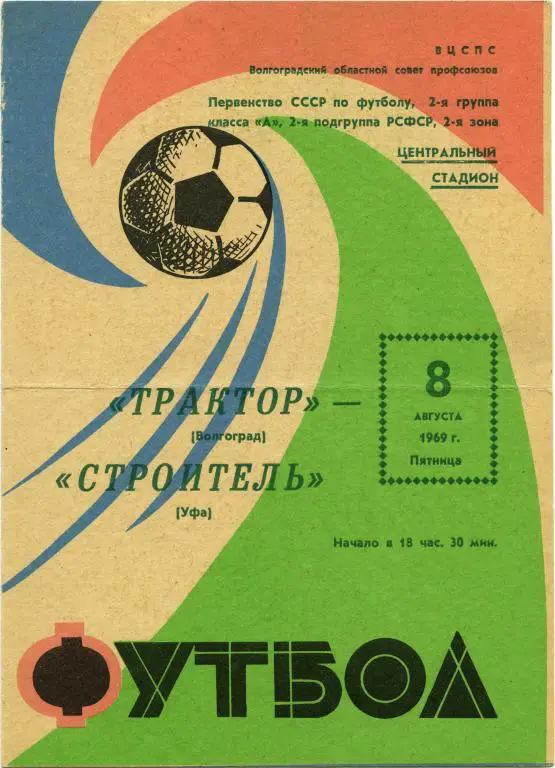 ВЦСПС
Волгоградский областной совет профсоюзов
Первенство СССР по футболу, 2-я группа
класса «А», 2-я подгруппа РСФСР, 2-я зона
ЦЕНТРАЛЬНЫЙ
СТАДИОН
8
АВГУСТА
1969 г.
Пятница
«ТРАКТОР» —
[Волгоград]
«СТРОИТЕЛЬ»
[Уфа]
Начало в 18 час. 30 мин.
ФУТБОЛ